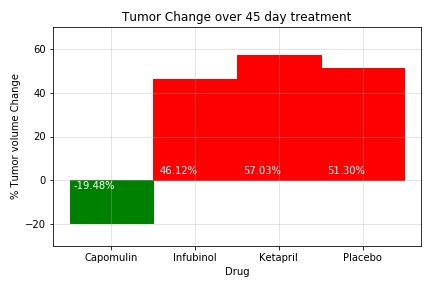 Tumor Change over 45 day treatment
% Tumor volume Change
60
40
20
0
−20
-19.48%
46.12%
57.03%
51.30%
Capomulin
Infubinol
Ketapril
Placebo
Drug